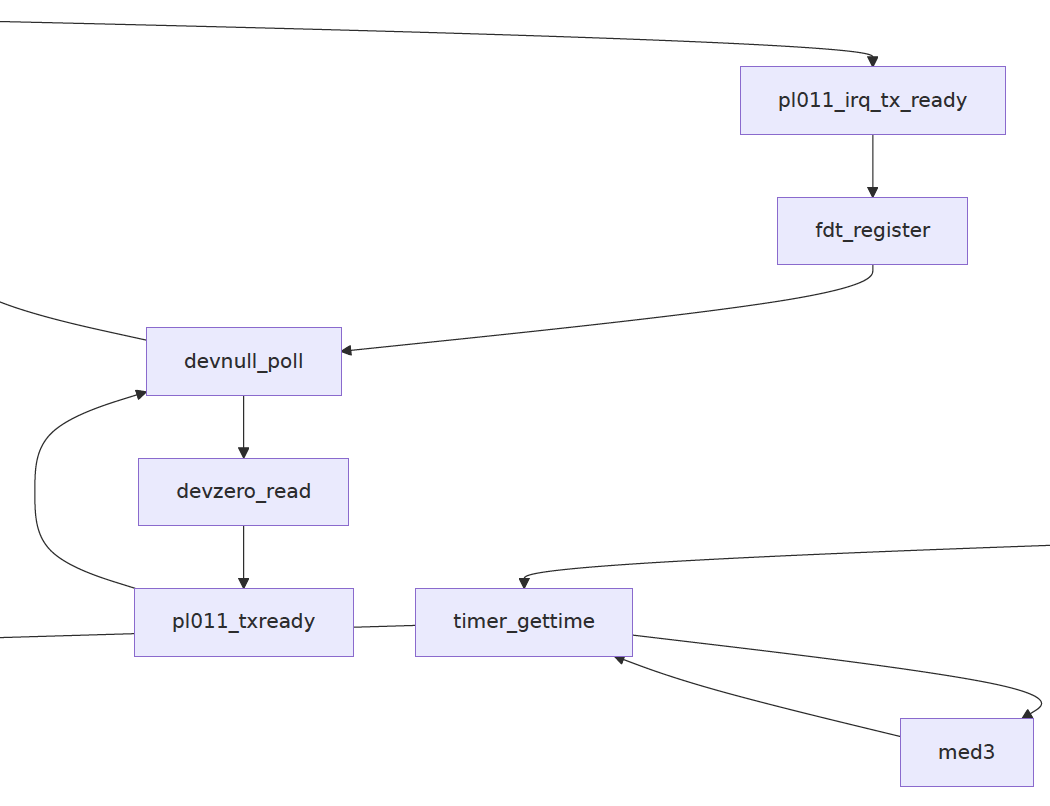 pl011_irq_tx_ready
fdt_register
devnull_poll
devzero_read
pl011_txready
timer_gettime
med3